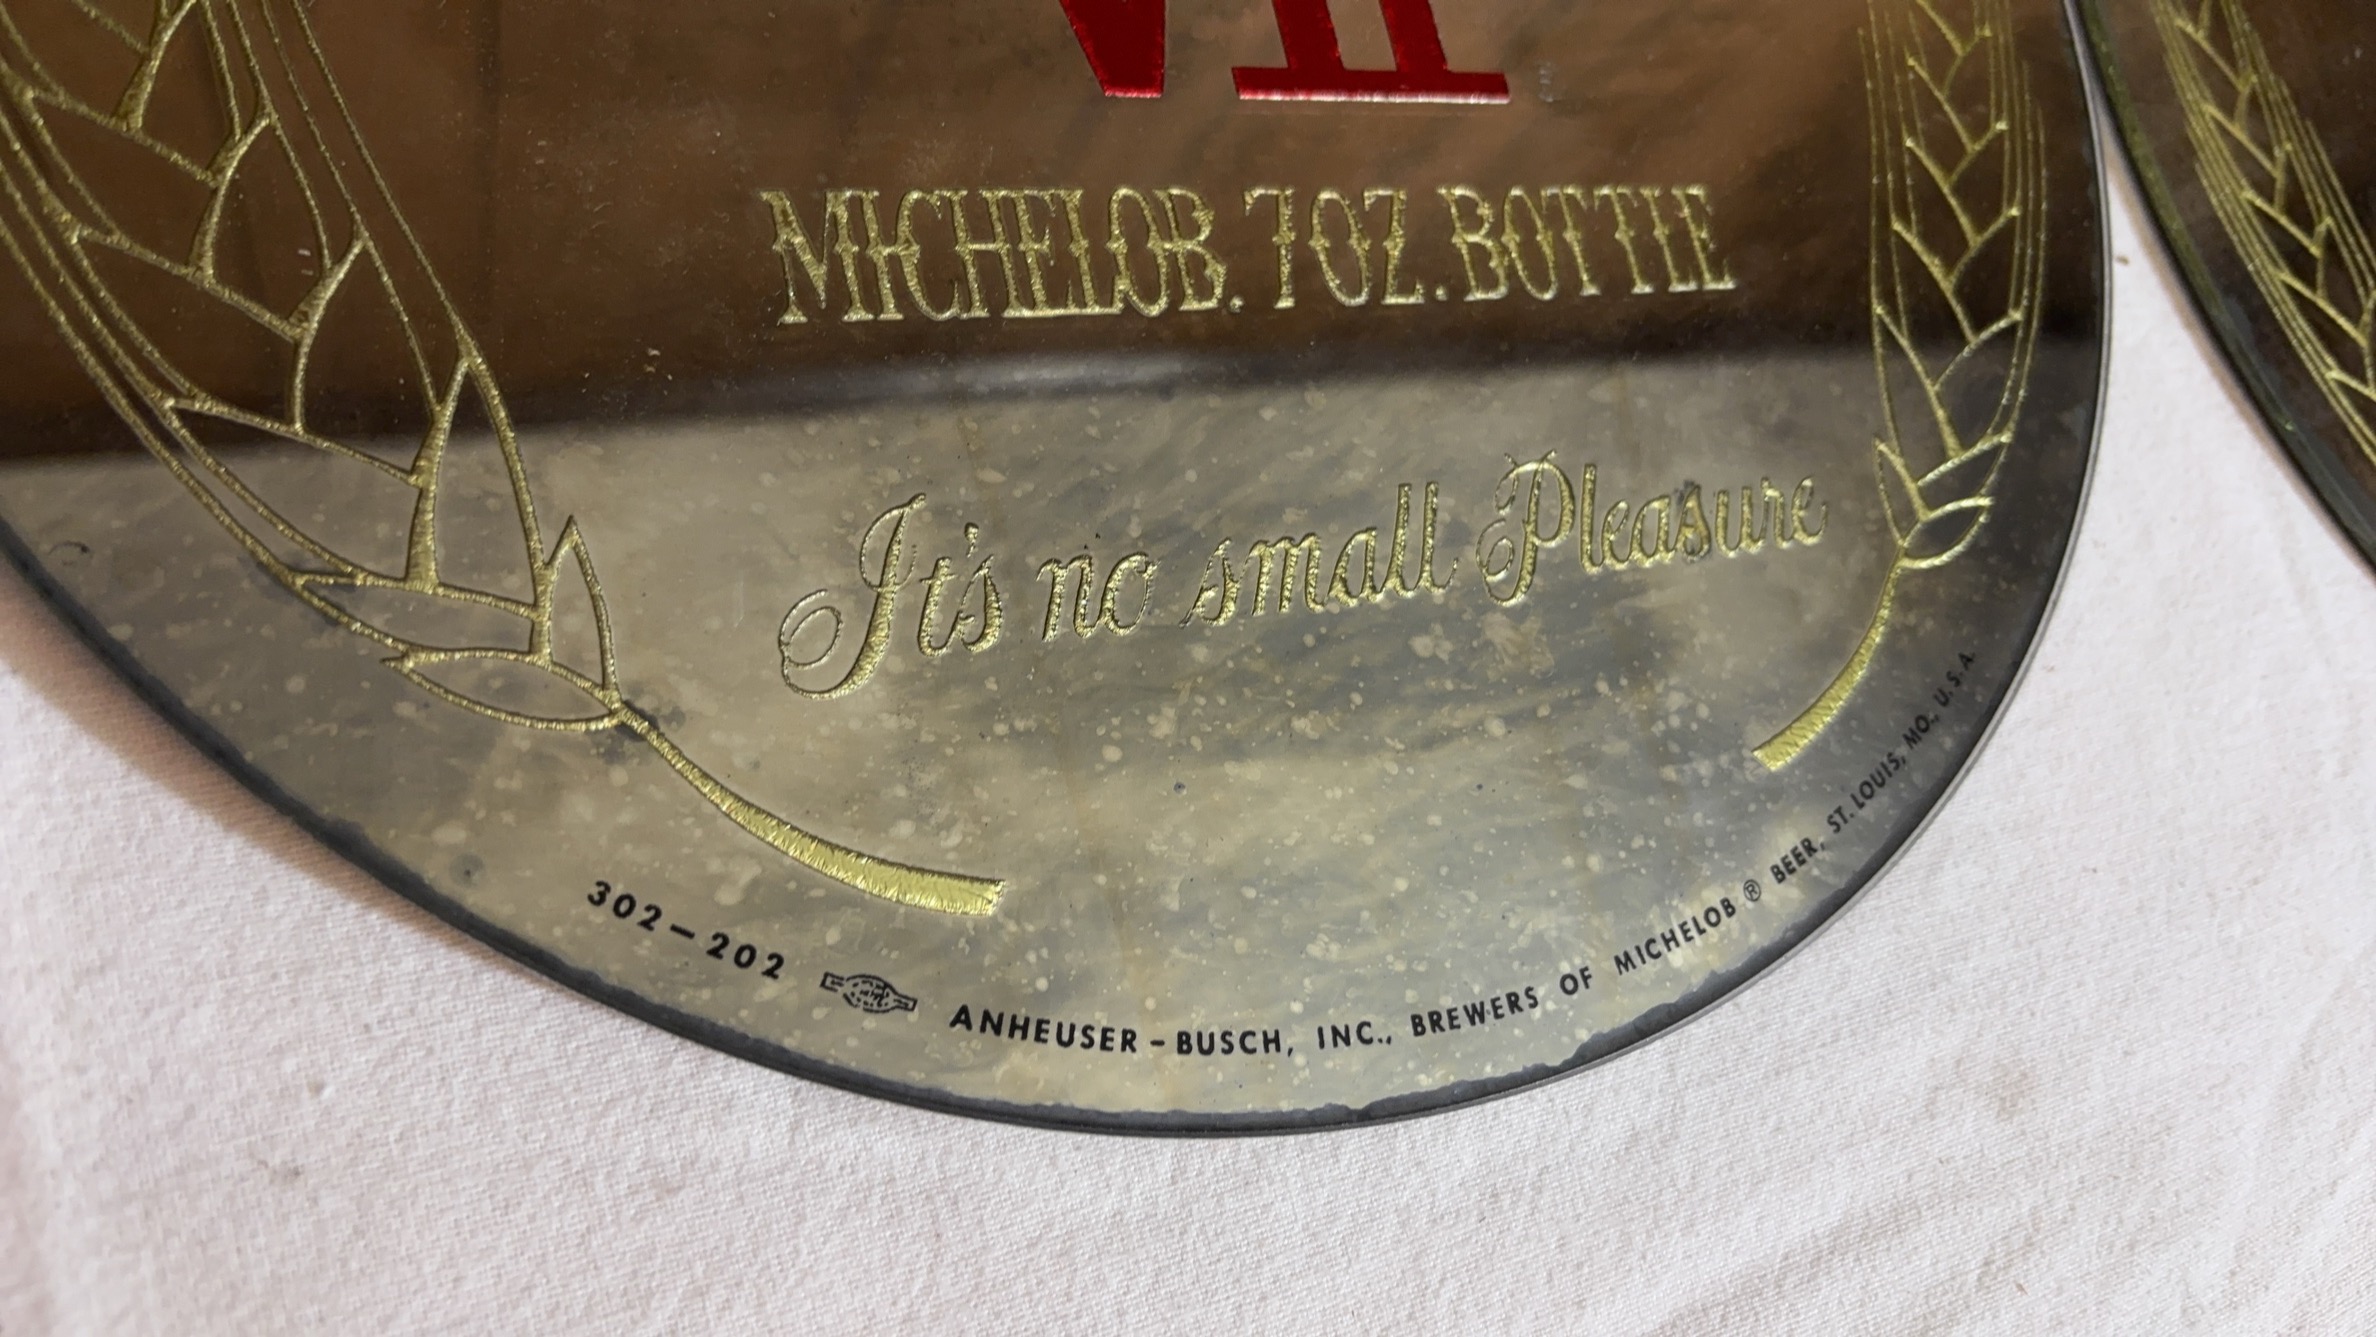 VII
MICHELOB. 7 OZ. BOTTLE
It's no small Pleasure
302-202 ANHEUSER-BUSCH, INC., BREWERS OF MICHELOB ® BEER, ST. LOUIS, MO., U.S.A.